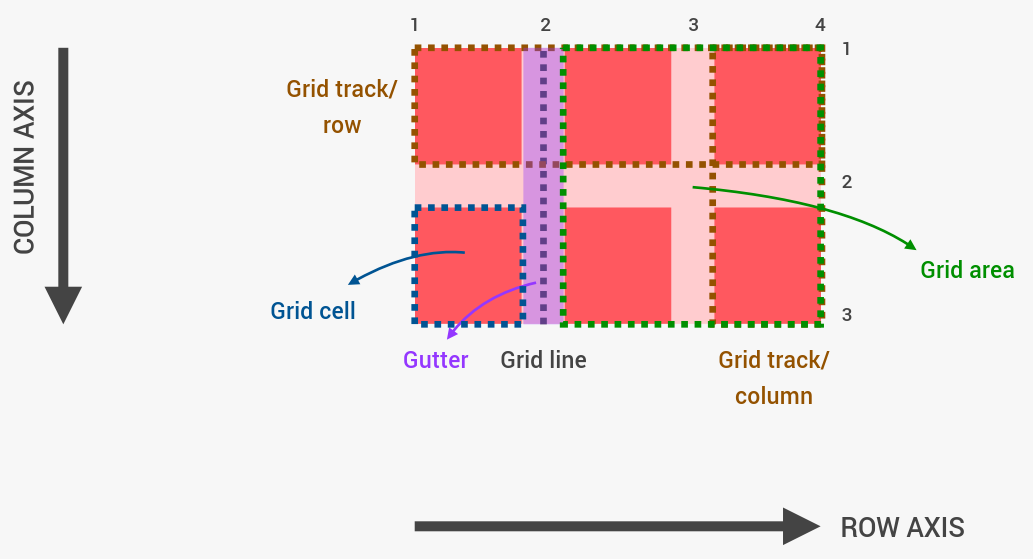 1 2 3 4
1
Grid track/
row
COLUMN AXIS
2
Grid area
Grid cell
3
Gutter
Grid line
Grid track/
column
ROW AXIS